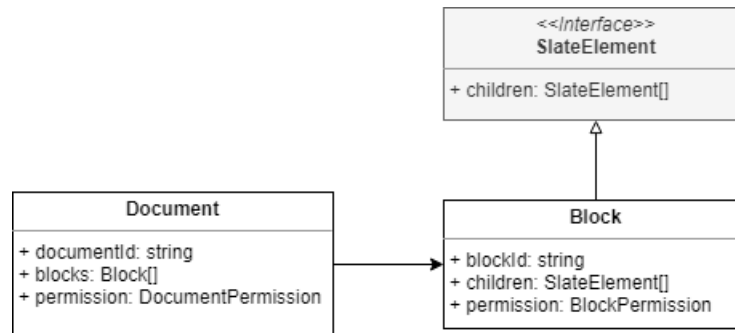 <<Interface>>
SlateElement
+ children: SlateElement[]
Document
+ documentId: string
+ blocks: Block[]
+ permission: DocumentPermission
Block
+ blockId: string
+ children: SlateElement[]
+ permission: BlockPermission